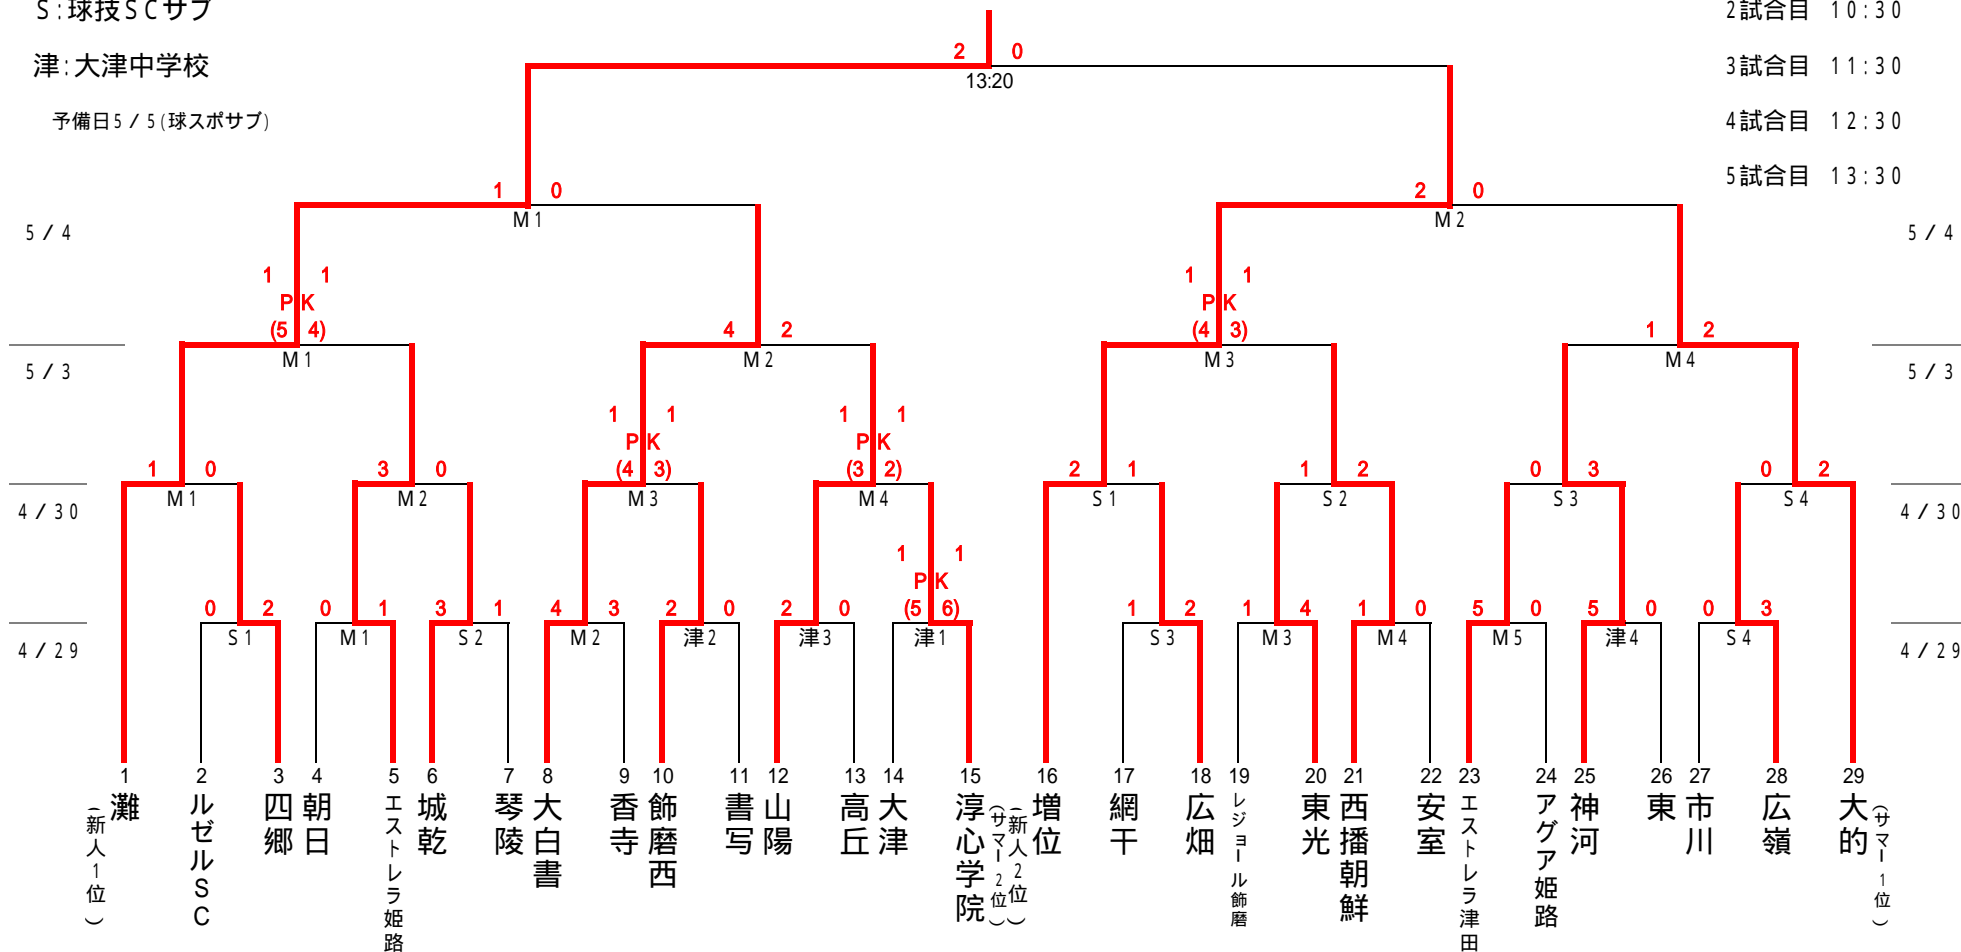 S:球技SCサブ
2試合目 10:30
2 0
津:大津中学校
13:20
3試合目 11:30
予備日5/5(球スポサブ)
4試合目 12:30
5試合目 13:30
1 0
2 0
M1
M2
5/4
5/4
1 1
1 1
PK
PK
(5 4)
4 2
(4 3)
1 2
M1
M2
M3
M4
5/3
5/3
1 1
1 1
PK
PK
1 0
3 0
(4 3)
(3 2)
2 1
1 2
0 3
0 2
M1
M2
M3
M4
S1
S2
S3
S4
4/30
4/30
1 1
PK
0 2
0 1
3 1
4 3
2 0
2 0
(5 6)
1 2
1 4
1 0
5 0
5 0
0 3
S1
M1
S2
M2
津2
津3
津1
S3
M3
M4
M5
津4
S4
4/29
4/29
1 灘 (新人1位)
2 ルゼルSC
3 四郷
4 朝日
5 エストレラ姫路
6 城乾
7 琴陵
8 大白書
9 香寺
10 飾磨西
11 書写
12 山陽
13 高丘
14 大津
15 淳心学院 (サマー2位)
16 増位 (新人2位)
17 網干
18 広畑
19 レジョール飾磨
20 東光
21 西播朝鮮
22 安室
23 エストレラ津田
24 アグア姫路
25 神河
26 東
27 市川
28 広嶺
29 大的 (サマー1位)